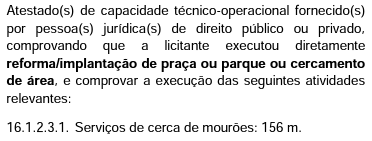 Atestado(s) de capacidade técnico-operacional fornecido(s)
por pessoa(s) jurídica(s) de direito público ou privado,
comprovando que a licitante executou diretamente
reforma/implantação de praça ou parque ou cercamento
de área, e comprovar a execução das seguintes atividades
relevantes:
16.1.2.3.1. Serviços de cerca de mourões: 156 m.